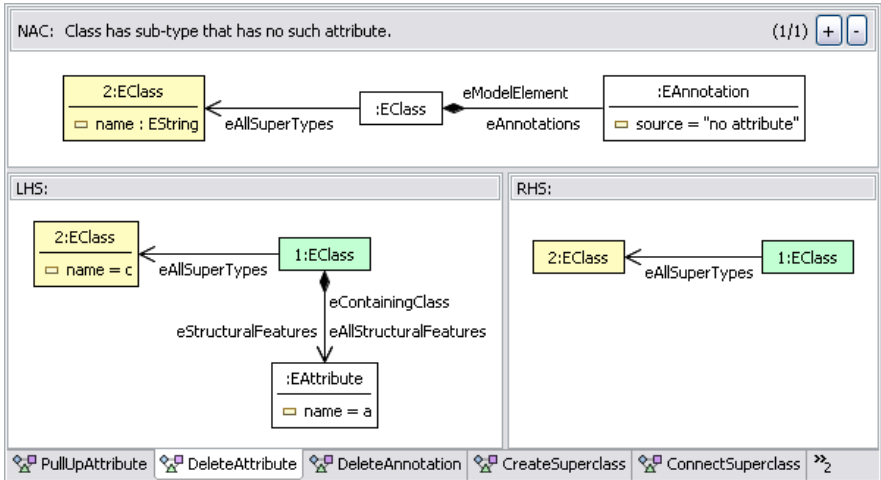 NAC: Class has sub-type that has no such attribute. (1/1) + -
2:EClass
name : EString
eAllSuperTypes
:EClass
eModelElement
eAnnotations
:EAnnotation
source = "no attribute"
LHS:
2:EClass
name = c
eAllSuperTypes
1:EClass
eContainingClass
eStructuralFeatures eAllStructuralFeatures
:EAttribute
name = a
RHS:
2:EClass
eAllSuperTypes
1:EClass
PullUpAttribute DeleteAttribute DeleteAnnotation CreateSuperclass ConnectSuperclass »2